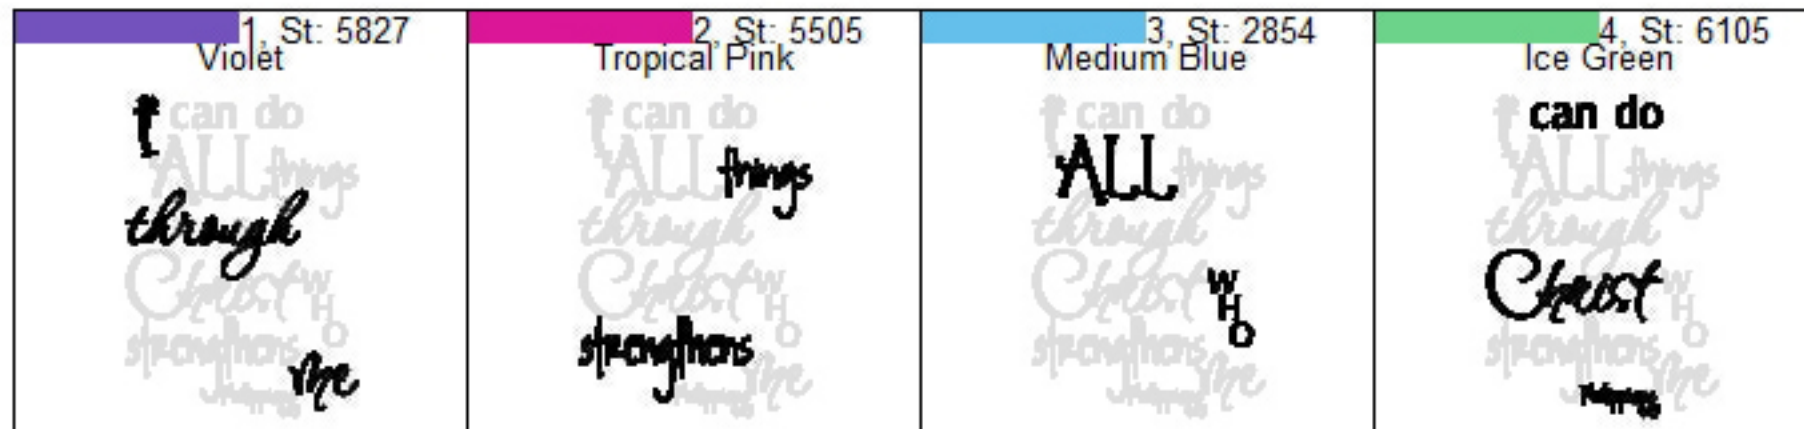 1, St: 5827
Violet
I
through
me
2, St: 5505
Tropical Pink
things
strengthens
3, St: 2854
Medium Blue
ALL
WHO
4, St: 6105
Ice Green
can do
Christ